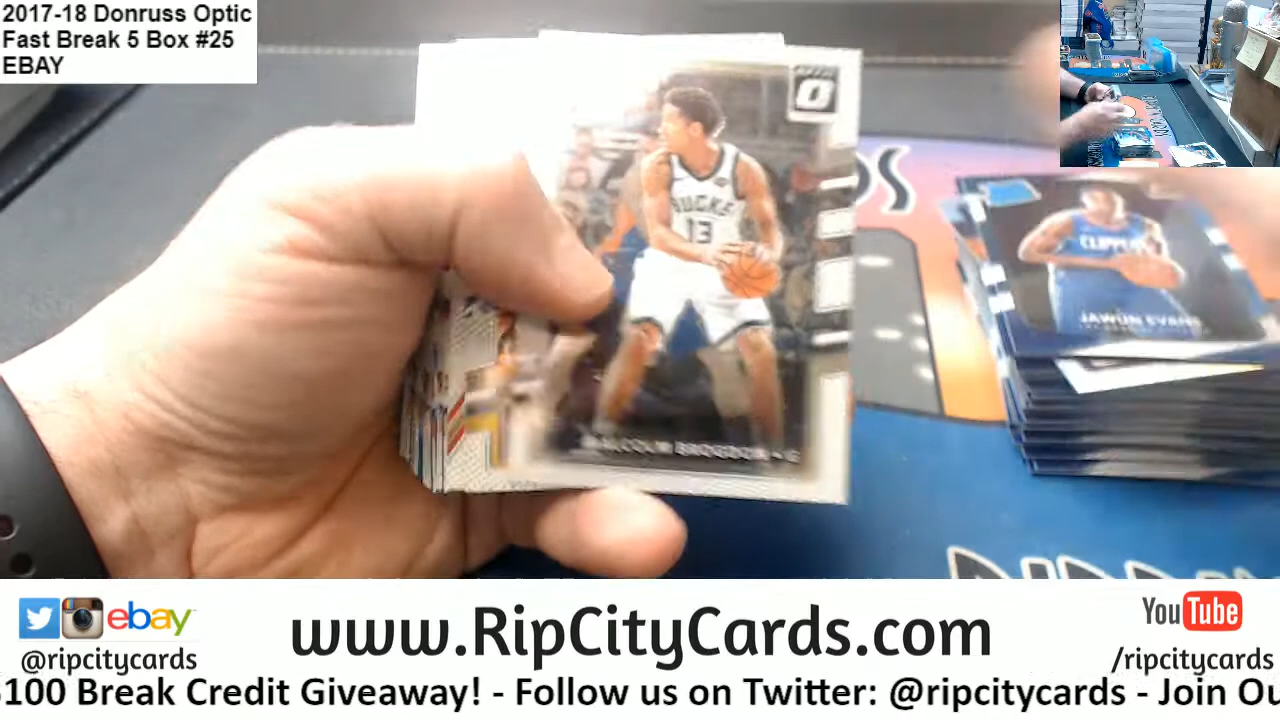 2017-18 Donruss Optic
Fast Break 5 Box #25
EBAY
BUCKS
13
MALCOLM BROGDON • G
CLIPPERS
JAWUN EVANS
ebay
@ripcitycards
www.RipCityCards.com
YouTube
/ripcitycards
$100 Break Credit Giveaway! - Follow us on Twitter: @ripcitycards - Join Ou